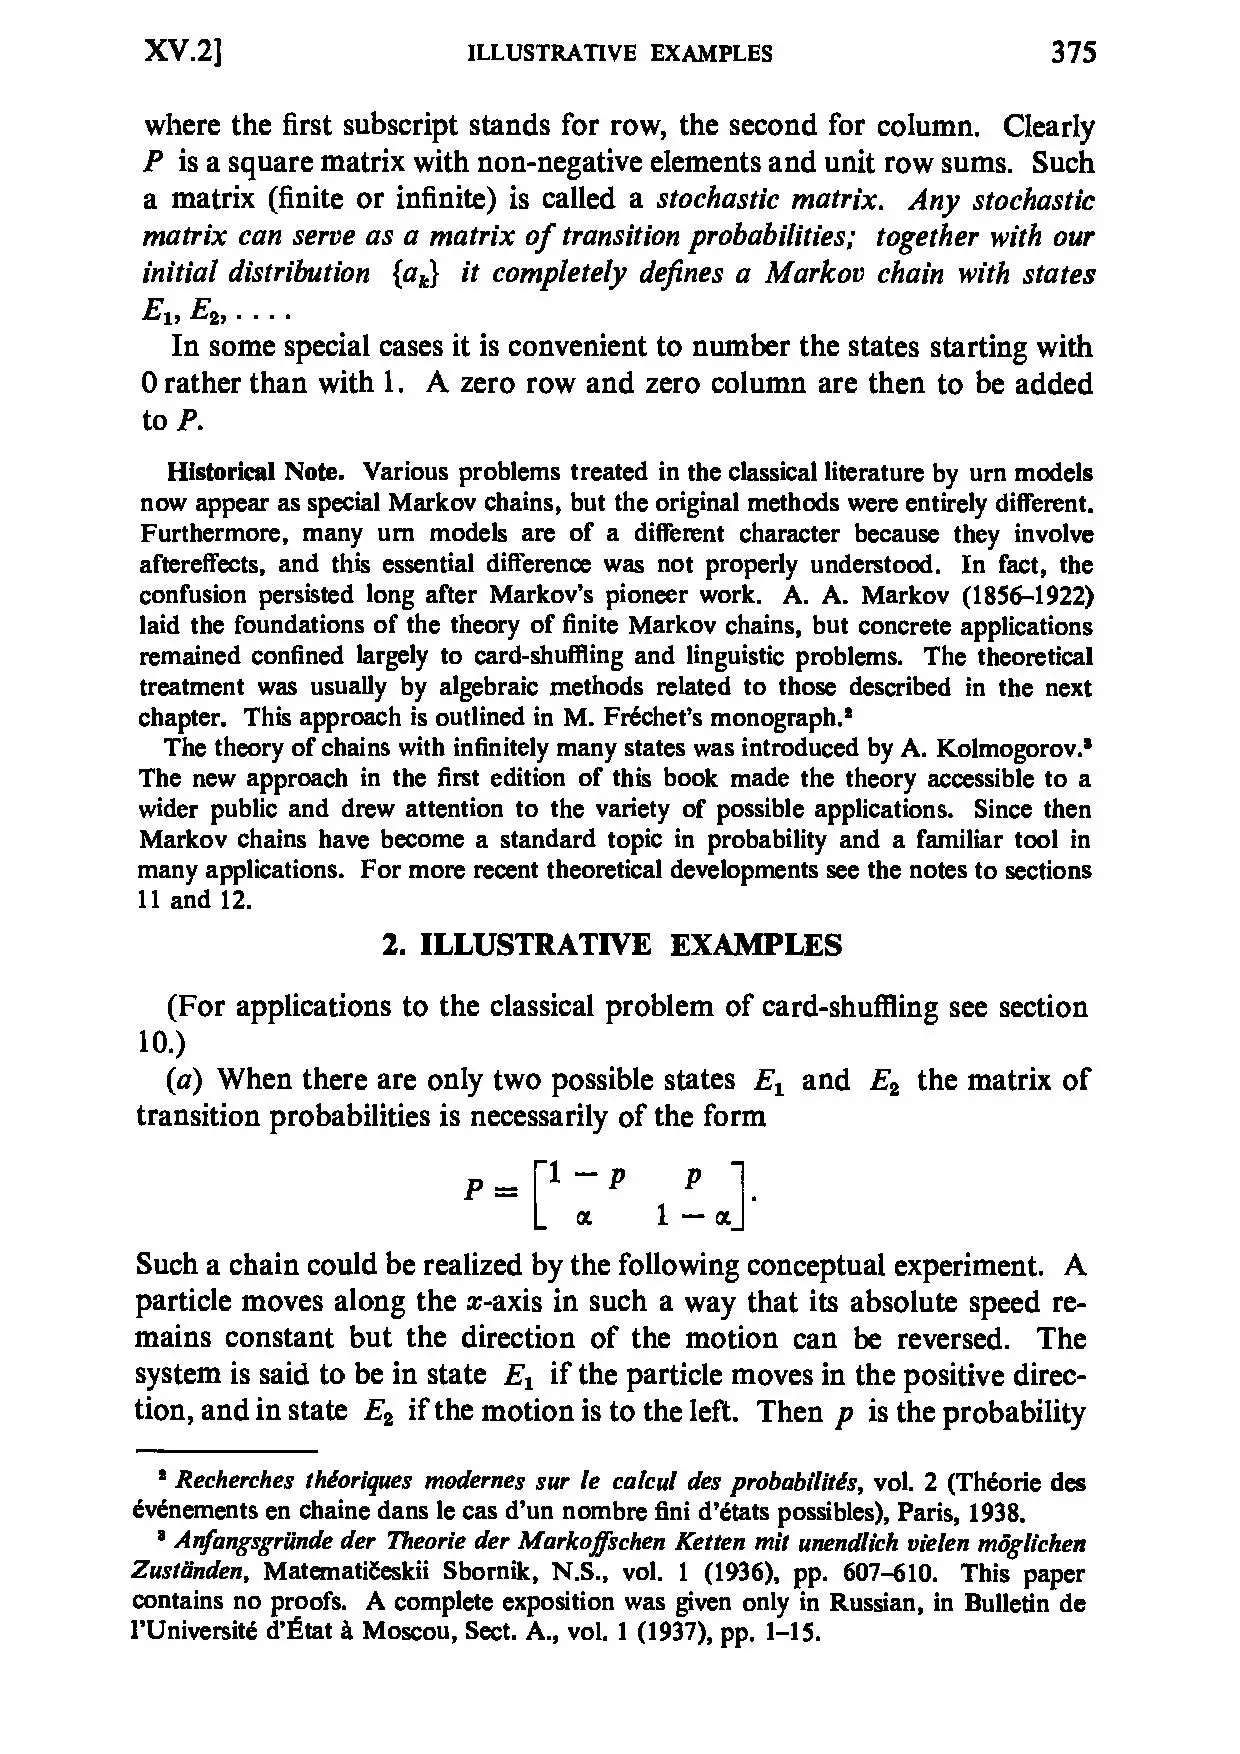 XV.2] ILLUSTRATIVE EXAMPLES 375
where the first subscript stands for row, the second for column. Clearly
P is a square matrix with non-negative elements and unit row sums. Such
a matrix (finite or infinite) is called a stochastic matrix. Any stochastic
matrix can serve as a matrix of transition probabilities; together with our
initial distribution {aₖ} it completely defines a Markov chain with states
E₁, E₂, . . . .
In some special cases it is convenient to number the states starting with
0 rather than with 1. A zero row and zero column are then to be added
to P.
Historical Note. Various problems treated in the classical literature by urn models
now appear as special Markov chains, but the original methods were entirely different.
Furthermore, many urn models are of a different character because they involve
aftereffects, and this essential difference was not properly understood. In fact, the
confusion persisted long after Markov's pioneer work. A. A. Markov (1856–1922)
laid the foundations of the theory of finite Markov chains, but concrete applications
remained confined largely to card-shuffling and linguistic problems. The theoretical
treatment was usually by algebraic methods related to those described in the next
chapter. This approach is outlined in M. Fréchet's monograph.²
The theory of chains with infinitely many states was introduced by A. Kolmogorov.³
The new approach in the first edition of this book made the theory accessible to a
wider public and drew attention to the variety of possible applications. Since then
Markov chains have become a standard topic in probability and a familiar tool in
many applications. For more recent theoretical developments see the notes to sections
11 and 12.
2. ILLUSTRATIVE EXAMPLES
(For applications to the classical problem of card-shuffling see section
10.)
(a) When there are only two possible states E₁ and E₂ the matrix of
transition probabilities is necessarily of the form
P = [1 − p p
α 1 − α].
Such a chain could be realized by the following conceptual experiment. A
particle moves along the x-axis in such a way that its absolute speed re-
mains constant but the direction of the motion can be reversed. The
system is said to be in state E₁ if the particle moves in the positive direc-
tion, and in state E₂ if the motion is to the left. Then p is the probability
² Recherches théoriques modernes sur le calcul des probabilités, vol. 2 (Théorie des
événements en chaine dans le cas d'un nombre fini d'états possibles), Paris, 1938.
³ Anfangsgründe der Theorie der Markoffschen Ketten mit unendlich vielen möglichen
Zuständen, Matematičeskii Sbornik, N.S., vol. 1 (1936), pp. 607–610. This paper
contains no proofs. A complete exposition was given only in Russian, in Bulletin de
l'Université d'État à Moscou, Sect. A., vol. 1 (1937), pp. 1–15.